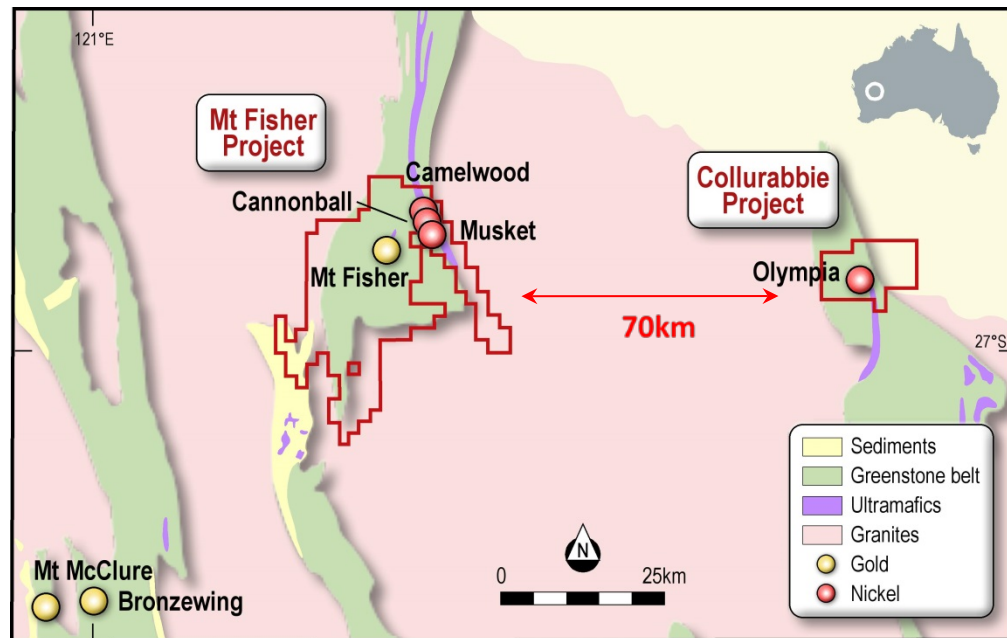 121°E
Mt Fisher
Project
Camelwood
Cannonball
Musket
Mt Fisher
Collurabbie
Project
Olympia
70km
27°S
Sediments
Greenstone belt
Ultramafics
Granites
Gold
Nickel
N
0 25km
Mt McClure
Bronzewing